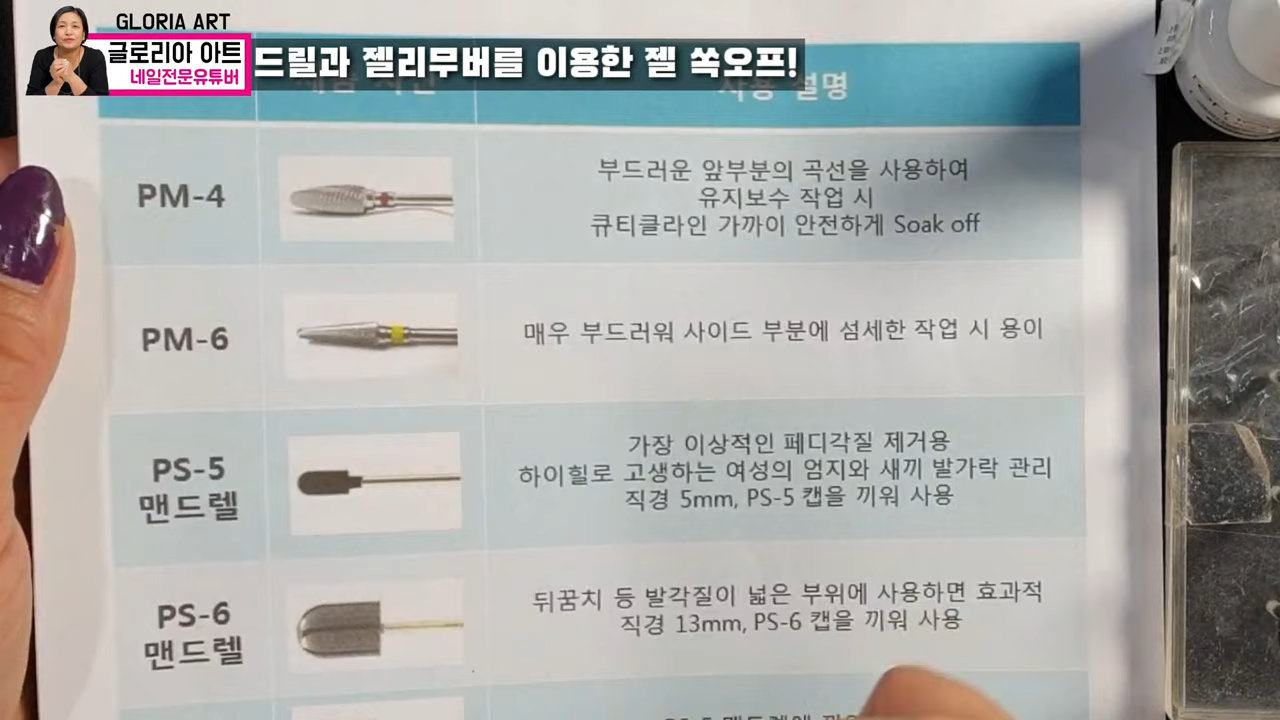 GLORIA ART
글로리아 아트
네일전문유튜버
드릴과 젤리무버를 이용한 젤 쏙오프!
사용 설명
PM-4
부드러운 앞부분의 곡선을 사용하여
유지보수 작업 시
큐티클라인 가까이 안전하게 Soak off
PM-6
매우 부드러워 사이드 부분에 섬세한 작업 시 용이
PS-5
맨드렐
가장 이상적인 페디각질 제거용
하이힐로 고생하는 여성의 엄지와 새끼 발가락 관리
직경 5mm, PS-5 캡을 끼워 사용
PS-6
맨드렐
뒤꿈치 등 발각질이 넓은 부위에 사용하면 효과적
직경 13mm, PS-6 캡을 끼워 사용